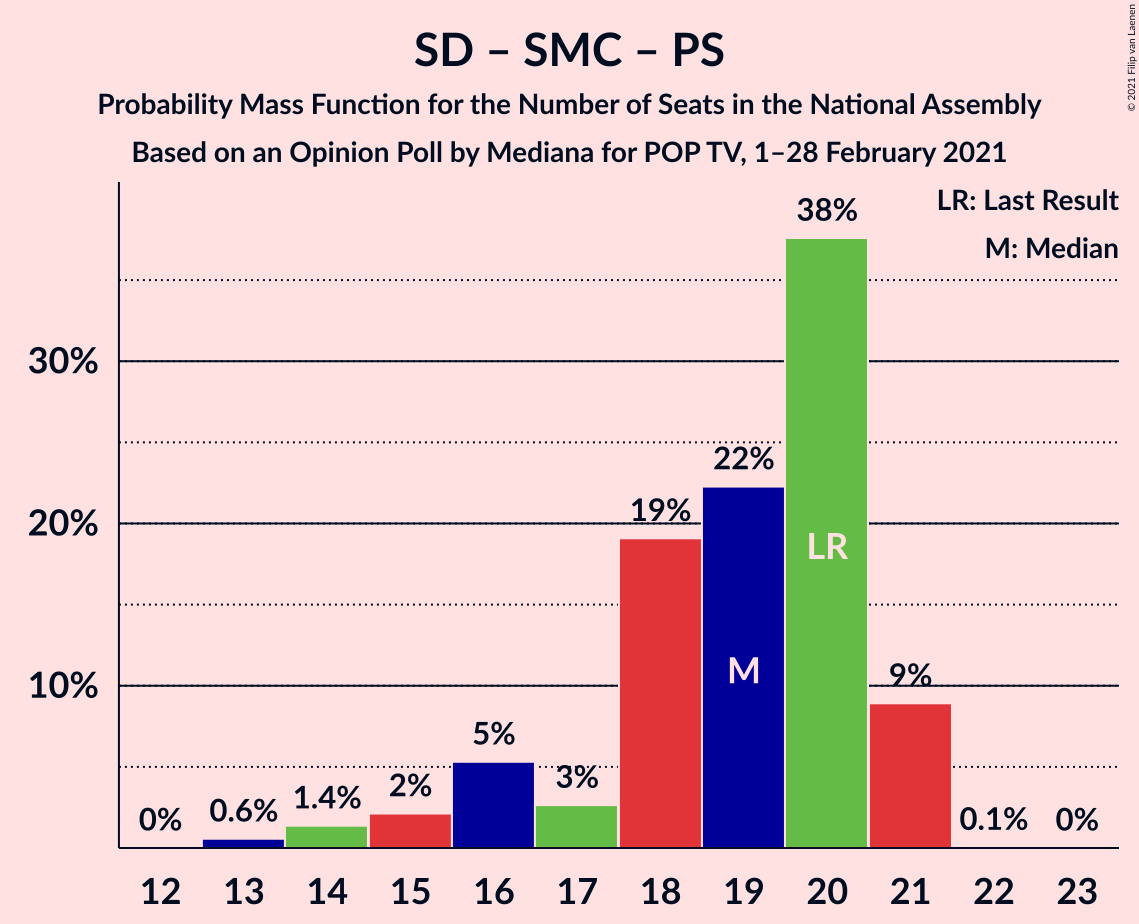 SD – SMC – PS
Probability Mass Function for the Number of Seats in the National Assembly
Based on an Opinion Poll by Mediana for POP TV, 1–28 February 2021
© 2021 Filip van Laenen
LR: Last Result
M: Median
30%
20%
10%
0%
0.6%
1.4%
2%
5%
3%
19%
22%
38%
9%
0.1%
0%
M
LR
12 13 14 15 16 17 18 19 20 21 22 23